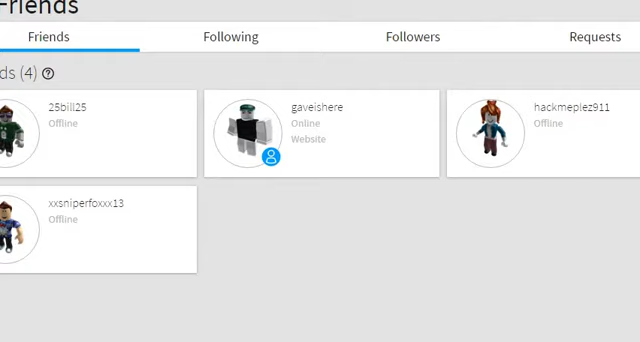 Friends
Friends Following Followers Requests
ds (4)
25bill25
Offline
gaveishere
Online
Website
hackmeplez911
Offline
xxsniperfoxxx13
Offline